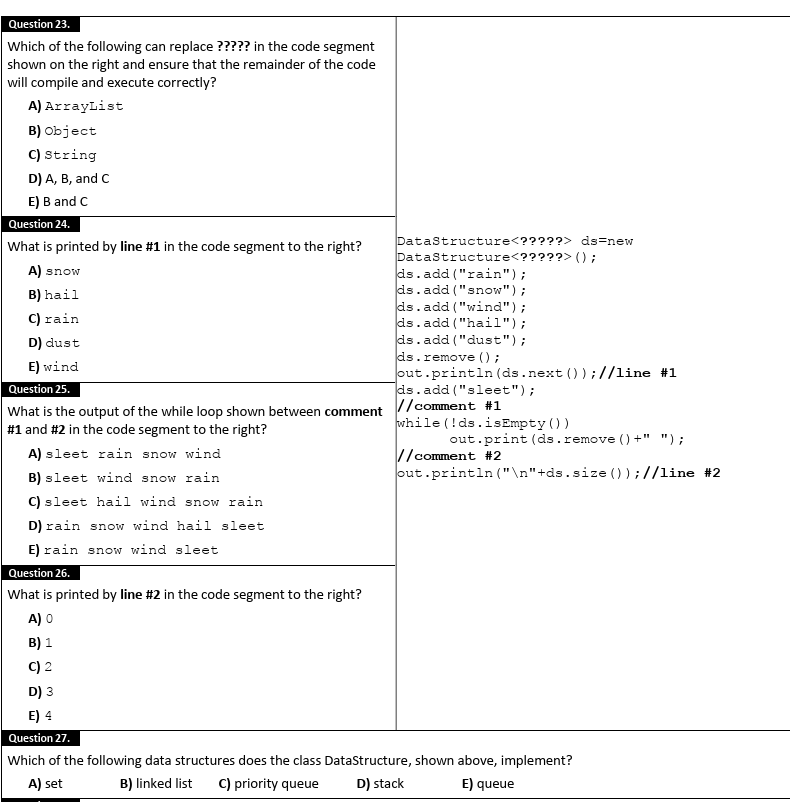 Question 23.
Which of the following can replace ????? in the code segment
shown on the right and ensure that the remainder of the code
will compile and execute correctly?
A) ArrayList
B) Object
C) String
D) A, B, and C
E) B and C
Question 24.
What is printed by line #1 in the code segment to the right?
A) snow
B) hail
C) rain
D) dust
E) wind
Question 25.
What is the output of the while loop shown between comment
#1 and #2 in the code segment to the right?
A) sleet rain snow wind
B) sleet wind snow rain
C) sleet hail wind snow rain
D) rain snow wind hail sleet
E) rain snow wind sleet
Question 26.
What is printed by line #2 in the code segment to the right?
A) 0
B) 1
C) 2
D) 3
E) 4
DataStructure<?????> ds=new
DataStructure<?????>();
ds.add("rain");
ds.add("snow");
ds.add("wind");
ds.add("hail");
ds.add("dust");
ds.remove();
out.println(ds.next());//line #1
ds.add("sleet");
//comment #1
while(!ds.isEmpty())
out.print(ds.remove()+" ");
//comment #2
out.println("\n"+ds.size());//line #2
Question 27.
Which of the following data structures does the class DataStructure, shown above, implement?
A) set B) linked list C) priority queue D) stack E) queue